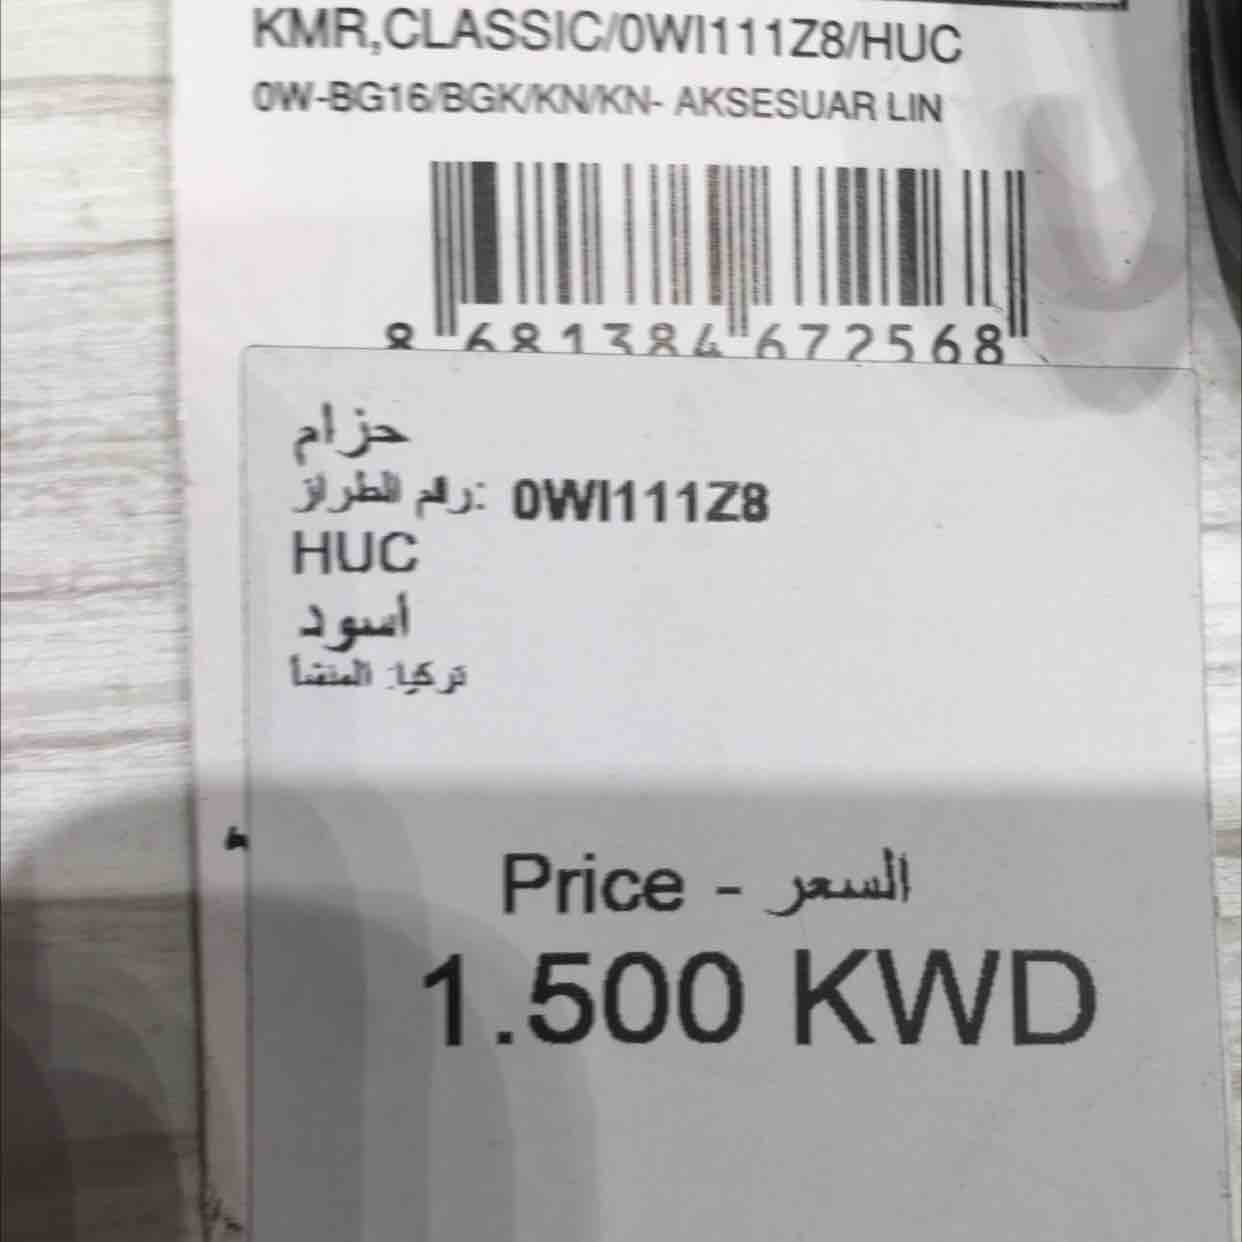 KMR,CLASSIC/0WI111Z8/HUC
0W-BG16/BGK/KN/KN- AKSESUAR LIN
8 681384 672568
حزام
رقم الطراز: 0WI111Z8
HUC
أسود
تركيا: المنشأ
Price - السعر
1.500 KWD